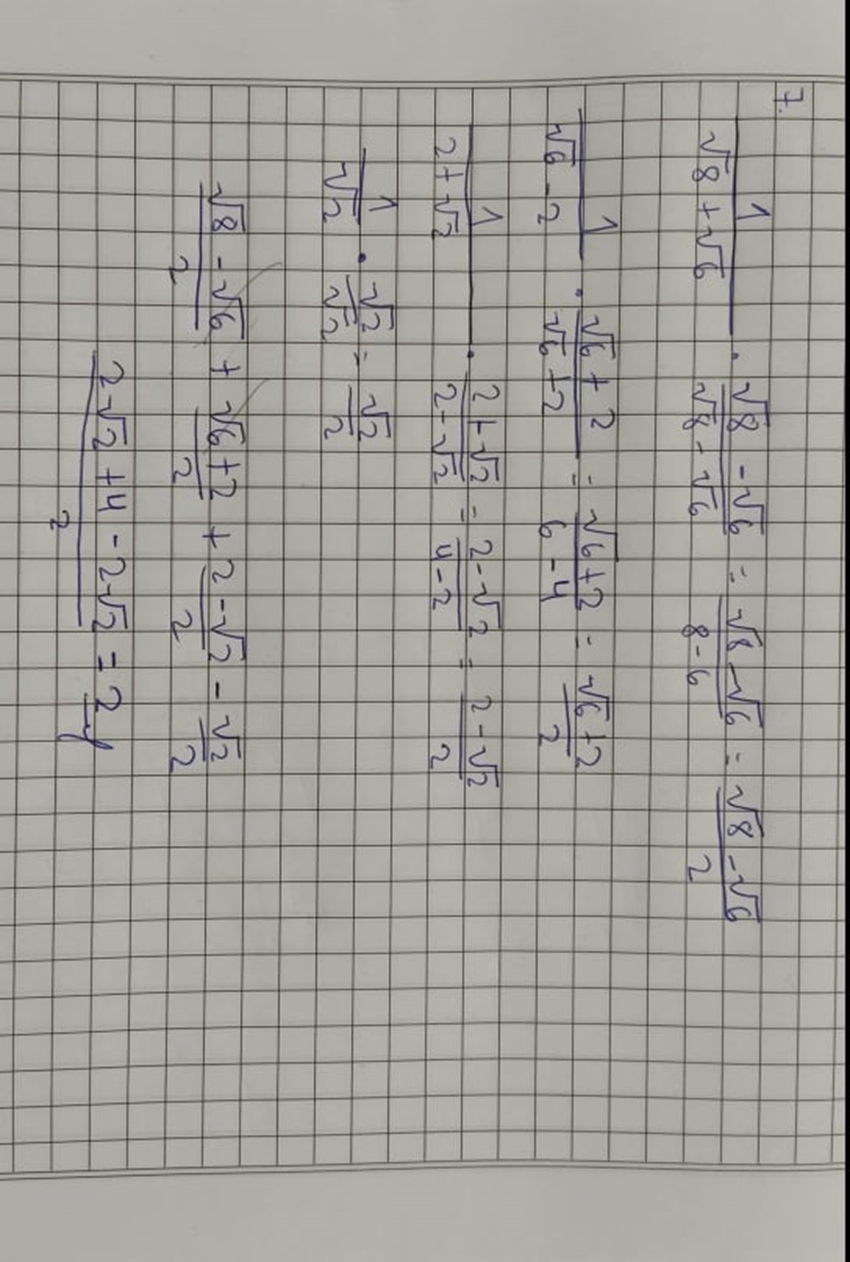 7.
1/(√8 + √6) · (√8 - √6)/(√8 - √6) = (√8 - √6)/(8 - 6) = (√8 - √6)/2
1/(√6 - 2) · (√6 + 2)/(√6 + 2) = (√6 + 2)/(6 - 4) = (√6 + 2)/2
1/(2 + √2) · (2 + √2)/(2 - √2) = (2 - √2)/(4 - 2) = (2 - √2)/2
1/√2 · √2/√2 = √2/2
(√8 - √6)/2 + (√6 + 2)/2 + (2 - √2)/2 - √2/2
(2√2 + 4 - 2√2)/2 = 2